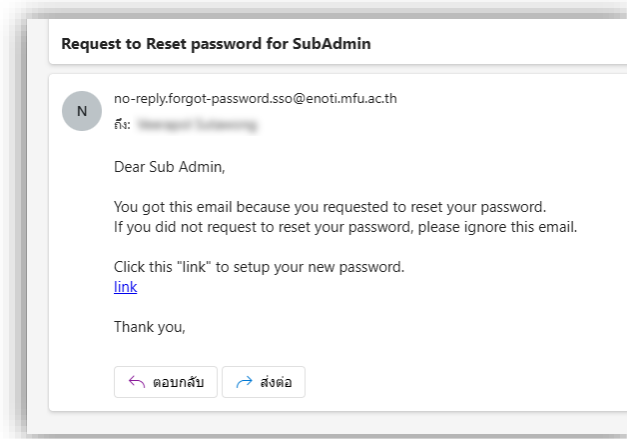 Request to Reset password for SubAdmin
N
no-reply.forgot-password.sso@enoti.mfu.ac.th
ถึง:
Dear Sub Admin,
You got this email because you requested to reset your password.
If you did not request to reset your password, please ignore this email.
Click this "link" to setup your new password.
link
Thank you,
ตอบกลับ
ส่งต่อ